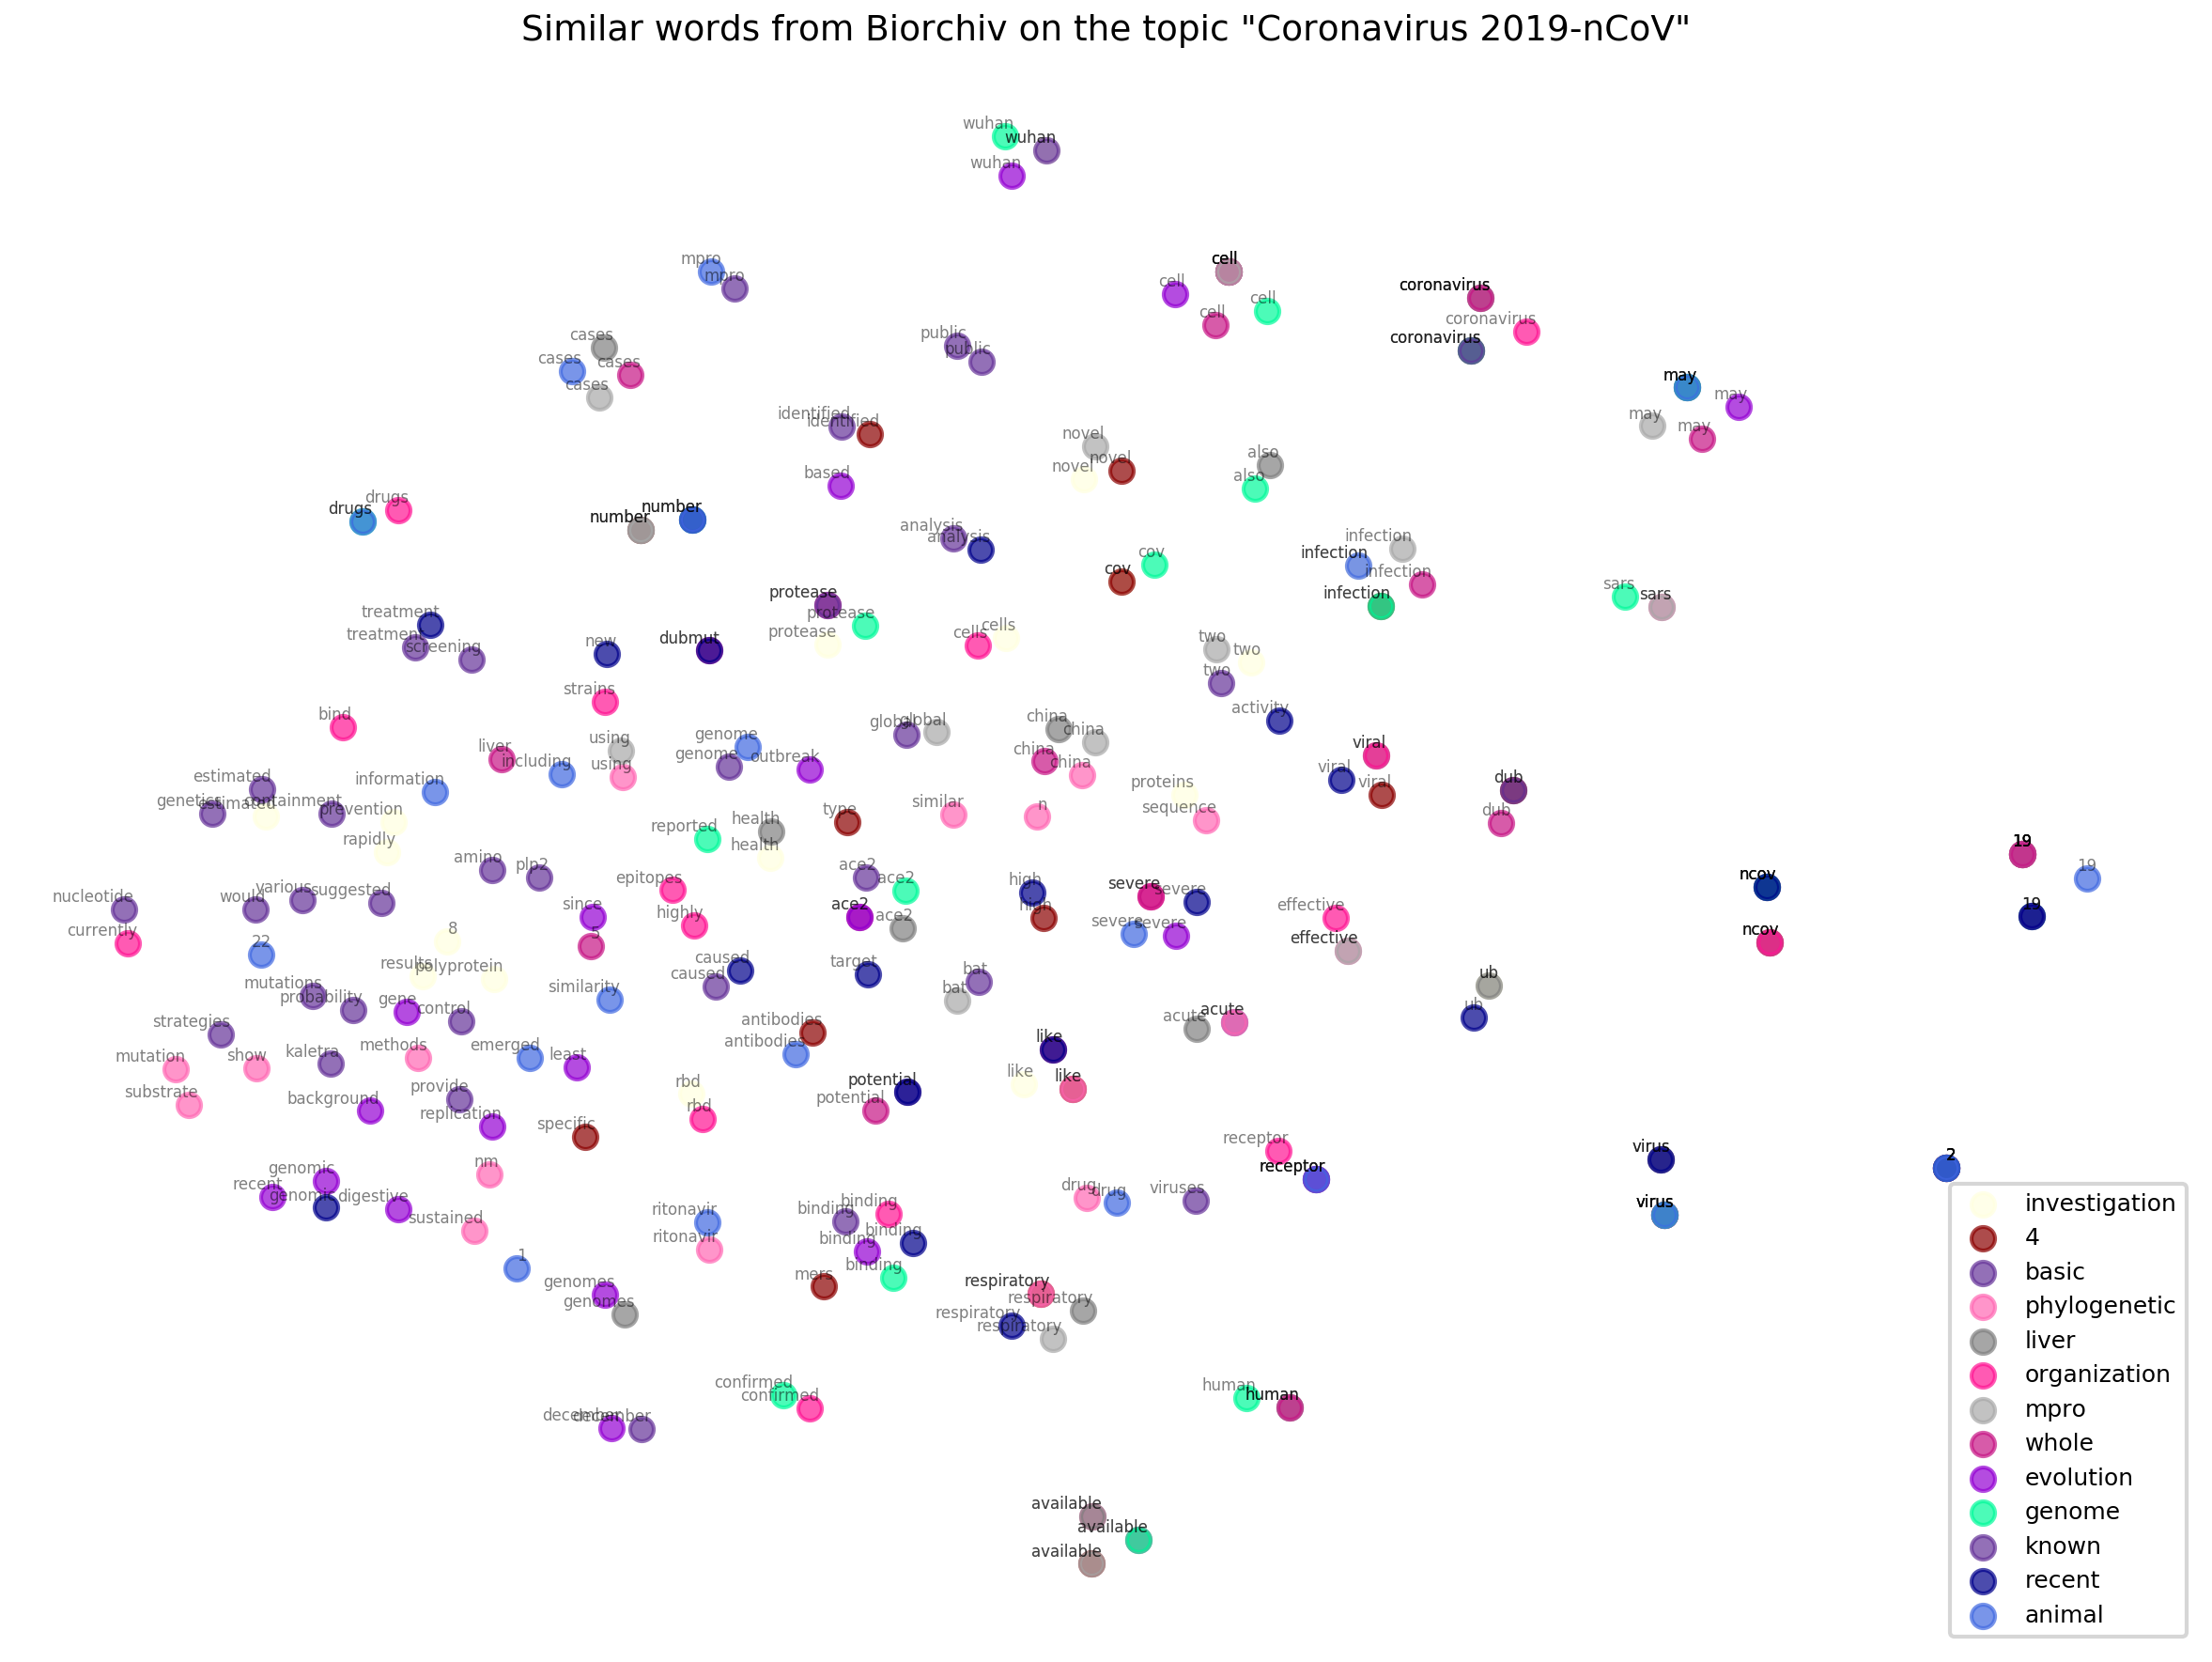 Similar words from Biorchiv on the topic "Coronavirus 2019-nCoV"
wuhan
wuhan
wuhan
mpro
mpro
cell
cell
cell
cell
coronavirus
coronavirus
coronavirus
cases
cases
cases
cases
public
public
may
may
may
may
identified
identified
novel
novel
novel
also
also
based
drugs
drugs
number
number
analysis
analysis
cov
cov
infection
infection
infection
infection
sars
sars
protease
protease
protease
treatment
treatment
screening
new
dubmut
cells
cells
two
two
two
strains
activity
bind
global
global
china
china
china
china
liver
including
using
using
genome
genome
outbreak
viral
viral
viral
proteins
sequence
dub
dub
estimated
estimated
genetics
containment
information
prevention
rapidly
type
similar
n
reported
health
health
19
19
19
amino
plp2
epitopes
highly
ace2
ace2
ace2
ace2
high
high
severe
severe
severe
severe
effective
effective
ncov
ncov
nucleotide
currently
would
various
suggested
since
5
22
8
results
polyprotein
caused
caused
target
bat
bat
ub
ub
mutations
probability
gene
control
similarity
antibodies
antibodies
acute
acute
strategies
mutation
substrate
show
kaletra
methods
emerged
least
like
like
like
background
provide
replication
rbd
rbd
potential
potential
specific
receptor
receptor
virus
virus
2
nm
genomic
genomic
recent
digestive
sustained
drug
drug
viruses
ritonavir
ritonavir
binding
binding
binding
binding
binding
1
mers
genomes
genomes
respiratory
respiratory
respiratory
respiratory
confirmed
confirmed
human
human
december
december
available
available
available
investigation
4
basic
phylogenetic
liver
organization
mpro
whole
evolution
genome
known
recent
animal